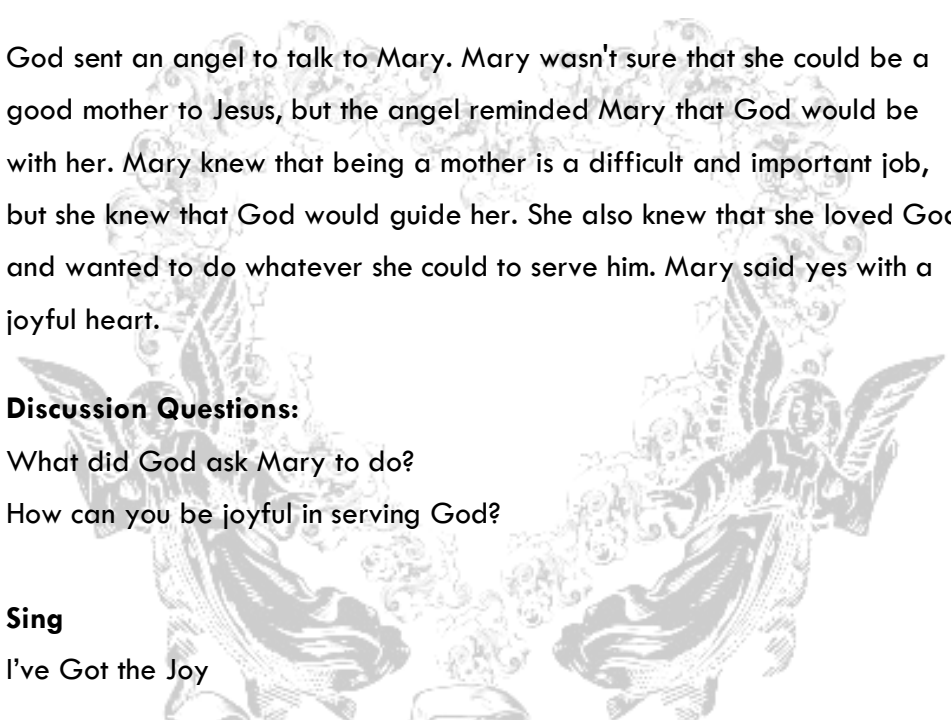 God sent an angel to talk to Mary. Mary wasn't sure that she could be a
good mother to Jesus, but the angel reminded Mary that God would be
with her. Mary knew that being a mother is a difficult and important job,
but she knew that God would guide her. She also knew that she loved God
and wanted to do whatever she could to serve him. Mary said yes with a
joyful heart.
Discussion Questions:
What did God ask Mary to do?
How can you be joyful in serving God?
Sing
I've Got the Joy